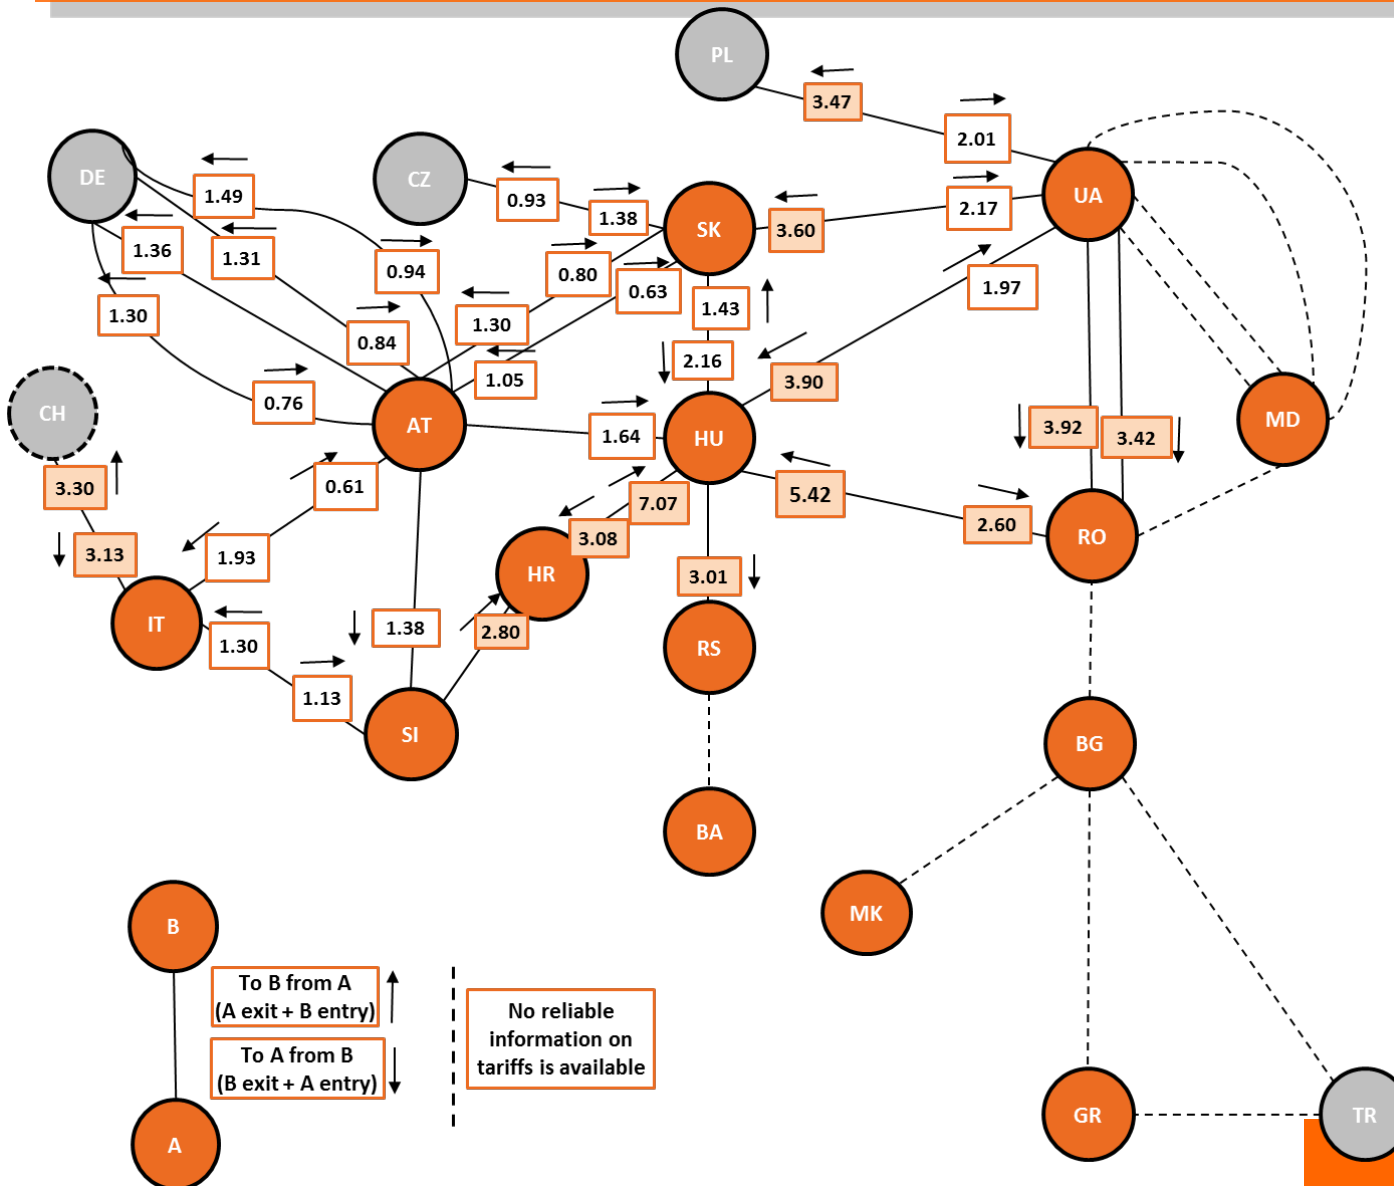 PL
3.47
2.01
DE
CZ
1.49
0.93
1.38
SK
3.60
2.17
UA
1.36
1.31
0.94
0.80
0.63
1.97
1.30
1.30
1.43
0.84
1.05
2.16
3.90
0.76
CH
AT
1.64
HU
3.92
3.42
MD
3.30
0.61
7.07
5.42
2.60
RO
3.13
1.93
3.08
HR
3.01
IT
1.30
1.38
2.80
RS
1.13
SI
BG
BA
MK
B
To B from A
(A exit + B entry)
To A from B
(B exit + A entry)
No reliable
information on
tariffs is available
A
GR
TR